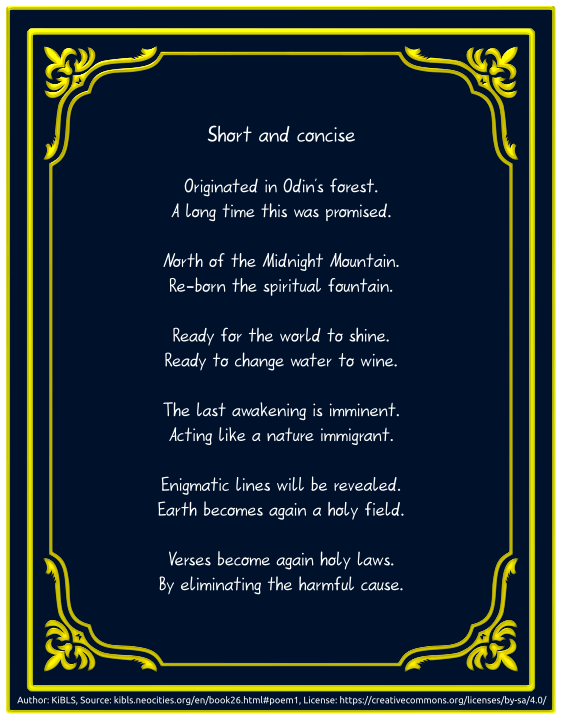 Short and concise
Originated in Odin's forest.
A long time this was promised.
North of the Midnight Mountain.
Re-born the spiritual fountain.
Ready for the world to shine.
Ready to change water to wine.
The last awakening is imminent.
Acting like a nature immigrant.
Enigmatic lines will be revealed.
Earth becomes again a holy field.
Verses become again holy laws.
By eliminating the harmful cause.
Author: KiBLS, Source: kibls.neocities.org/en/book26.html#poem1, License: https://creativecommons.org/licenses/by-sa/4.0/